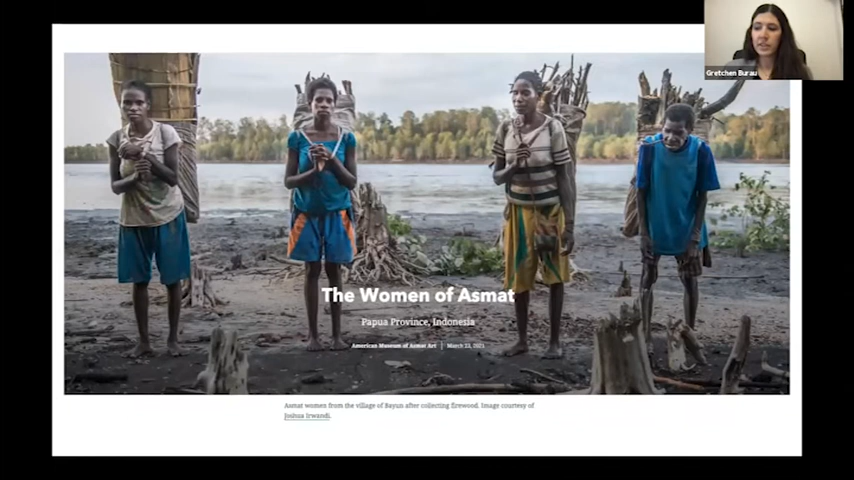 Gretchen Burau
The Women of Asmat
Papua Province, Indonesia
American Museum of Asmat Art | March 23, 2021
Asmat women from the village of Bayun after collecting firewood. Image courtesy of
Joshua Irwandi.